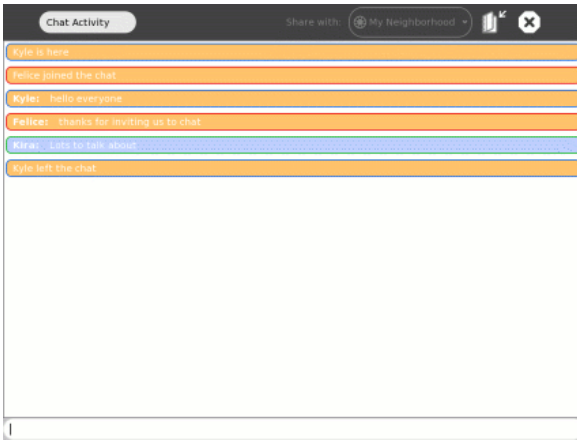 Chat Activity
Share with: My Neighborhood
Kyle is here
Felice joined the chat
Kyle: hello everyone
Felice: thanks for inviting us to chat
Kira: Lots to talk about
Kyle left the chat